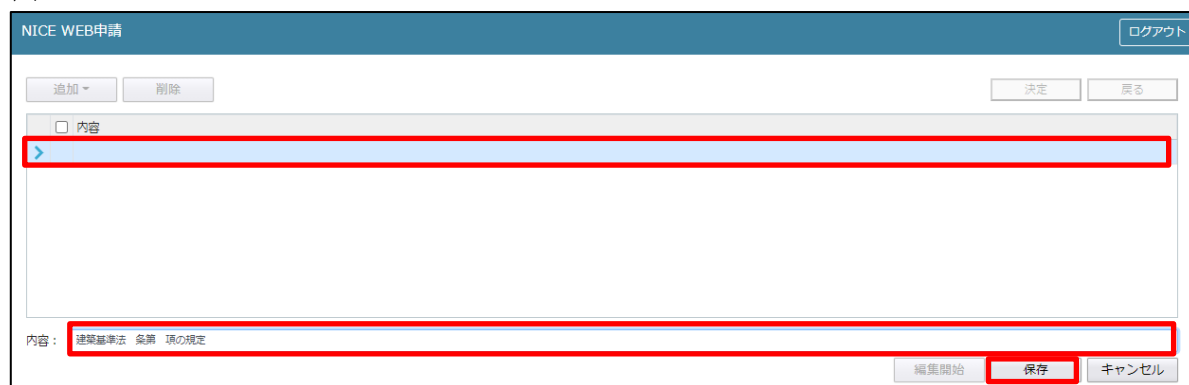 NICE WEB申請 ログアウト
追加 削除 決定 戻る
内容
内容： 建築基準法　条第　項の規定
編集開始 保存 キャンセル